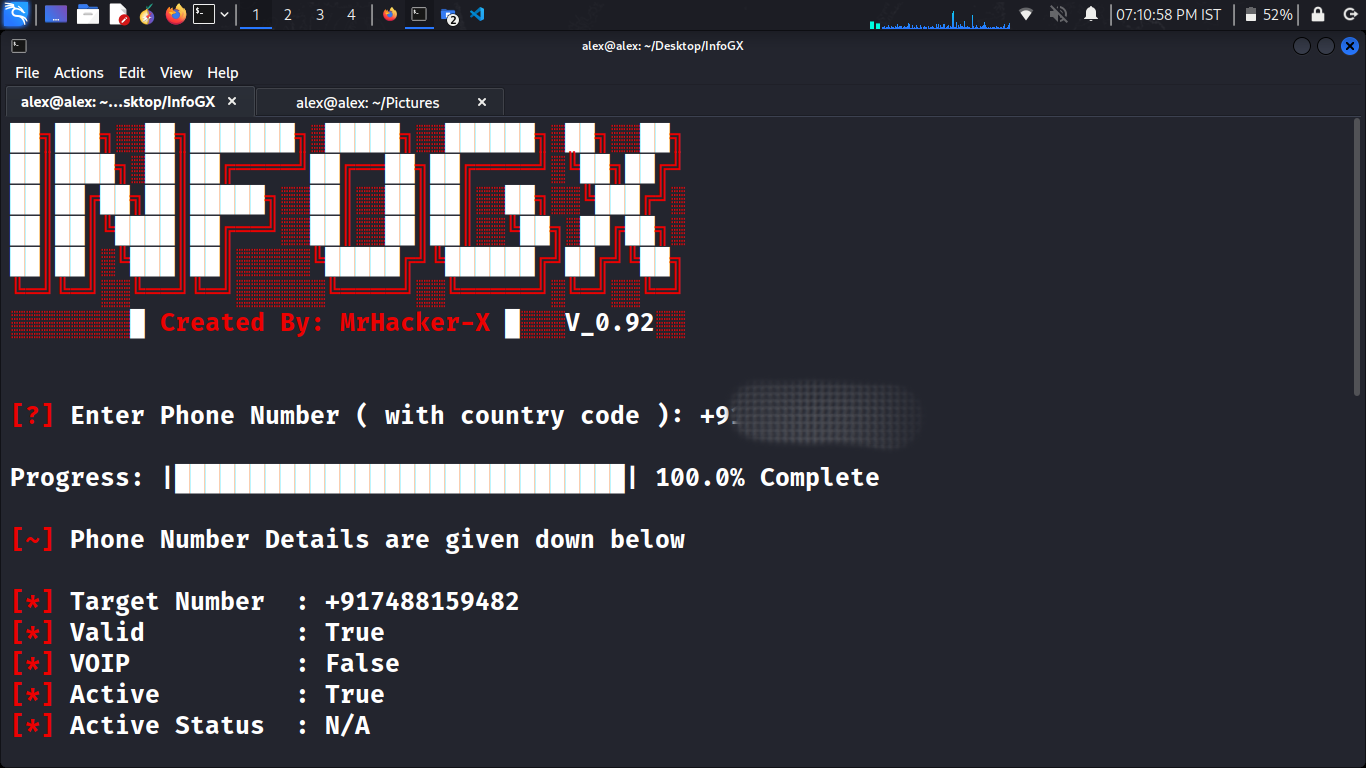 1 2 3 4 2 07:10:58 PM IST 52%
alex@alex: ~/Desktop/InfoGX
File Actions Edit View Help
alex@alex: ~...sktop/InfoGX × alex@alex: ~/Pictures ×
INFOGX
Created By: MrHacker-X V_0.92
[?] Enter Phone Number ( with country code ): +91
Progress: || 100.0% Complete
[~] Phone Number Details are given down below
[*] Target Number : +917488159482
[*] Valid : True
[*] VOIP : False
[*] Active : True
[*] Active Status : N/A